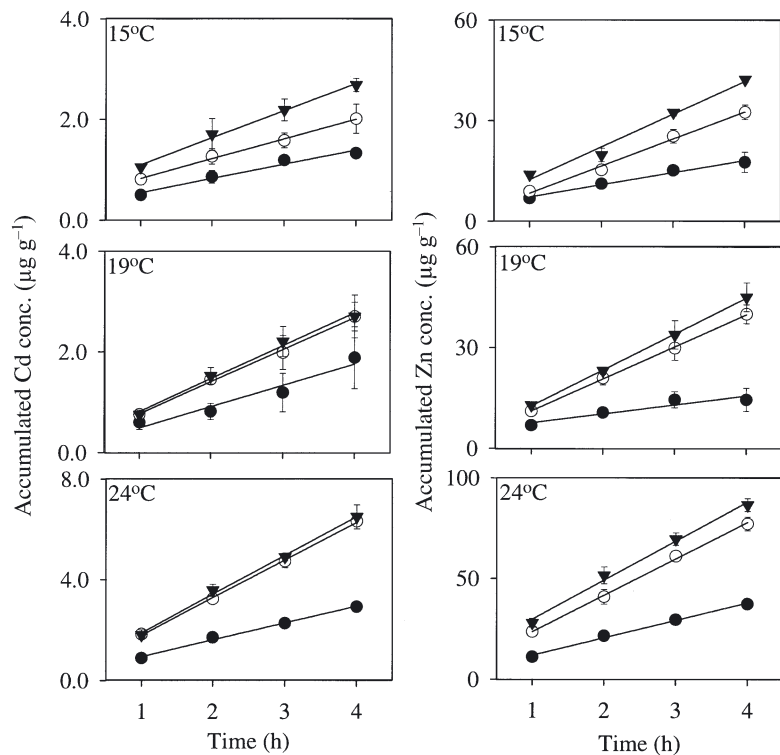 15°C
4.0
2.0
0.0
19°C
4.0
2.0
0.0
24°C
8.0
4.0
0.0
1 2 3 4
Time (h)
Accumulated Cd conc. (µg g⁻¹)
15°C
60
30
0
19°C
60
30
0
24°C
100
50
0
1 2 3 4
Time (h)
Accumulated Zn conc. (µg g⁻¹)